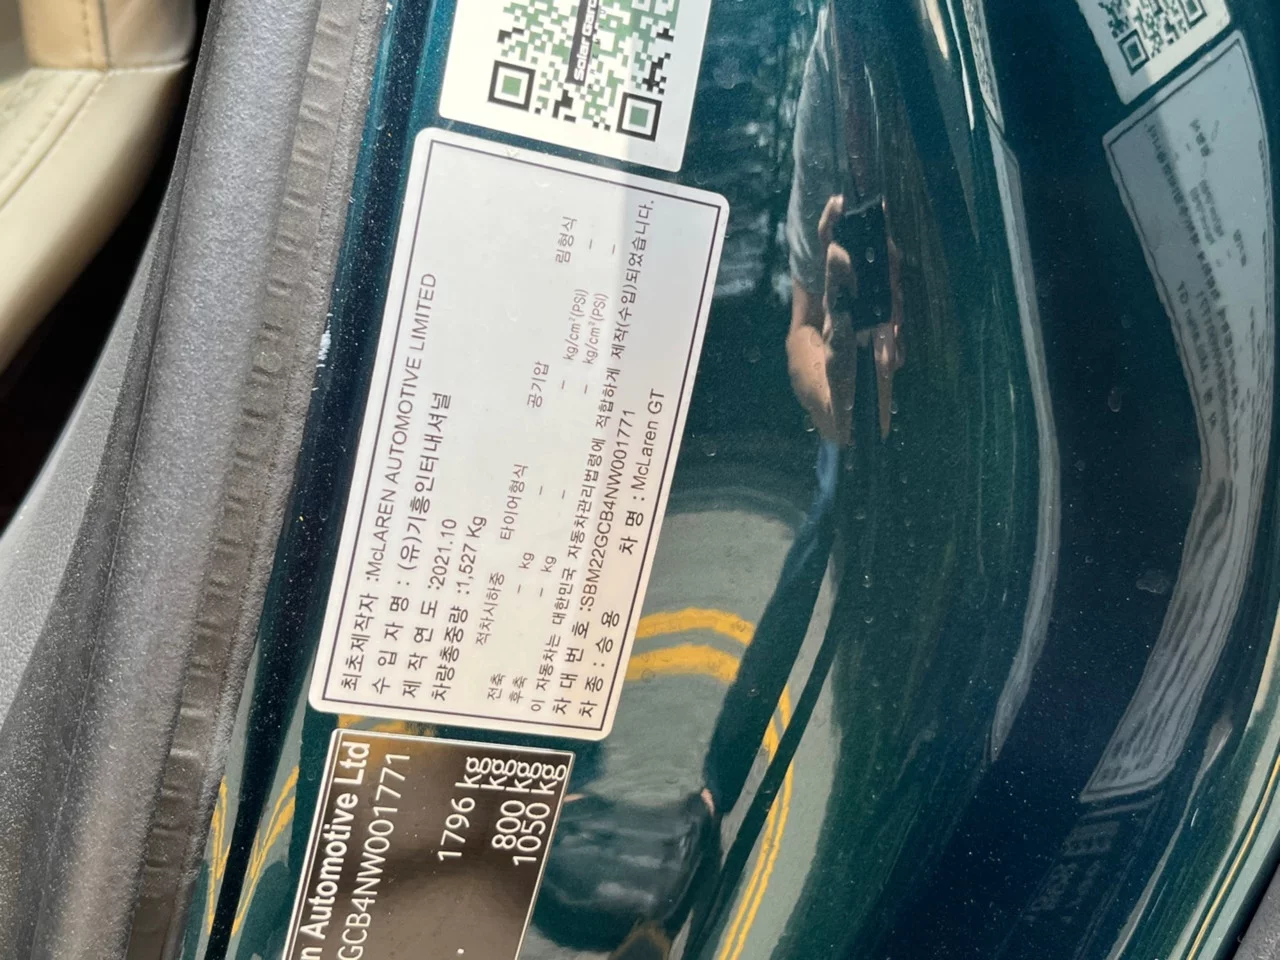 Solar Gard
최초제작자 :McLAREN AUTOMOTIVE LIMITED
수 입 자 명 : (유)기흥인터내셔널
제 작 연 도 :2021.10
차량총중량 :1,527 Kg
적차시하중 타이어형식 공기압 림형식
전축 - kg - - kg/cm²(PSI) -
후축 - kg - - kg/cm²(PSI) -
이 자동차는 대한민국 자동차관리법령에 적합하게 제작(수입)되었습니다.
차 대 번 호 :SBM22GCB4NW001771
차 종 : 승 용 차 명 : McLaren GT
n Automotive Ltd
GCB4NW001771
1796 kg
800 kg
1050 kg